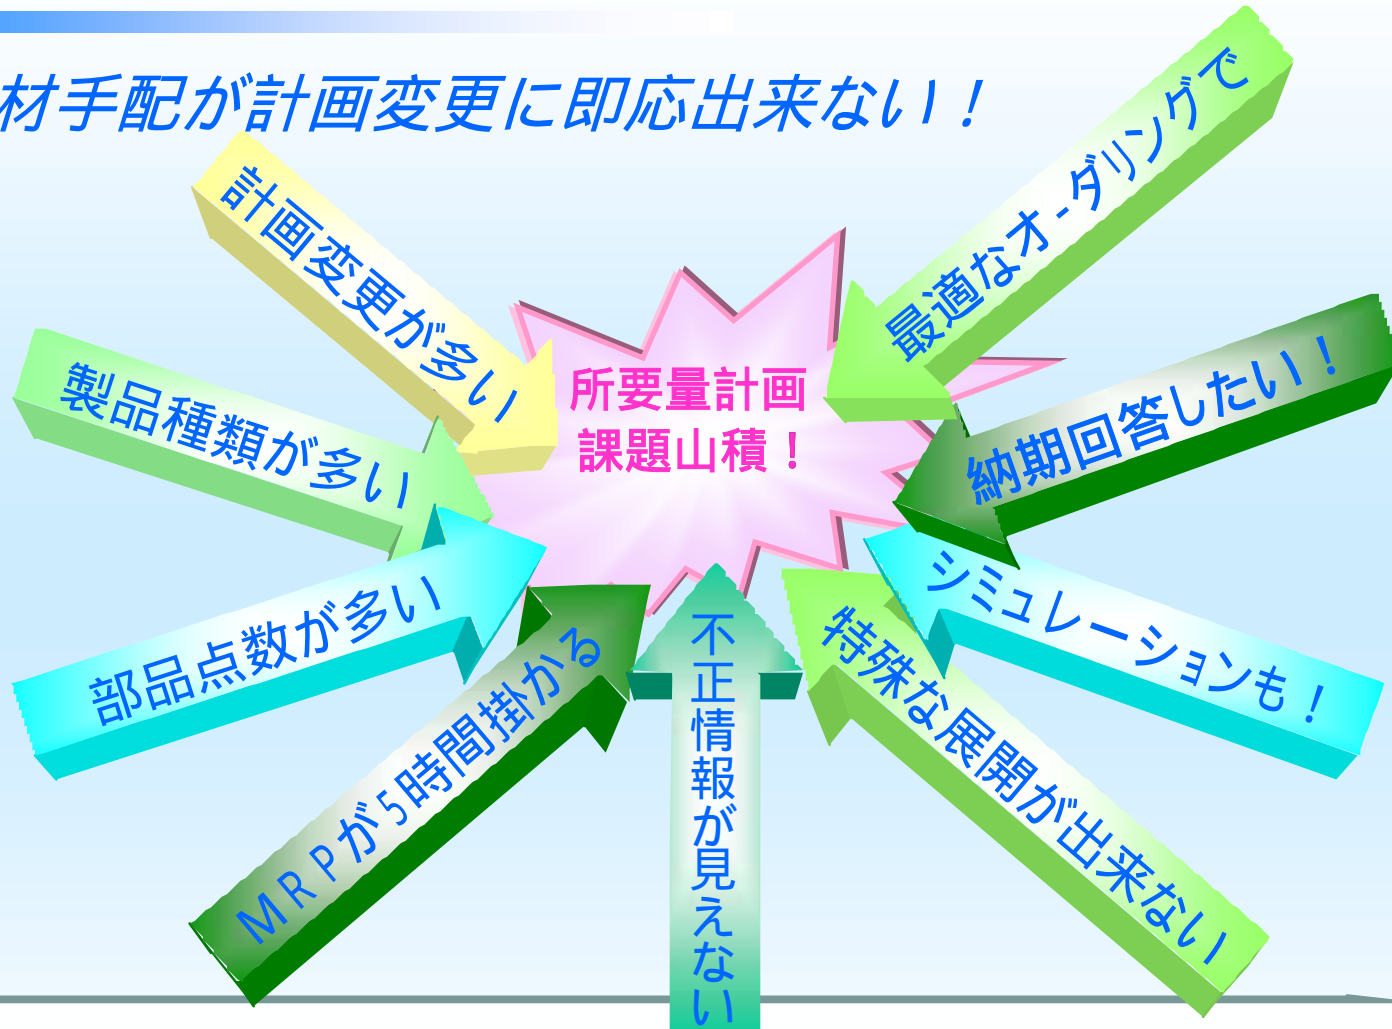 材手配が計画変更に即応出来ない！
計画変更が多い
製品種類が多い
部品点数が多い
ＭＲＰが5時間掛かる
不正情報が見えない
特殊な展開が出来ない
シミュレーションも！
納期回答したい！
最適なオ-ダリングで
所要量計画
課題山積！